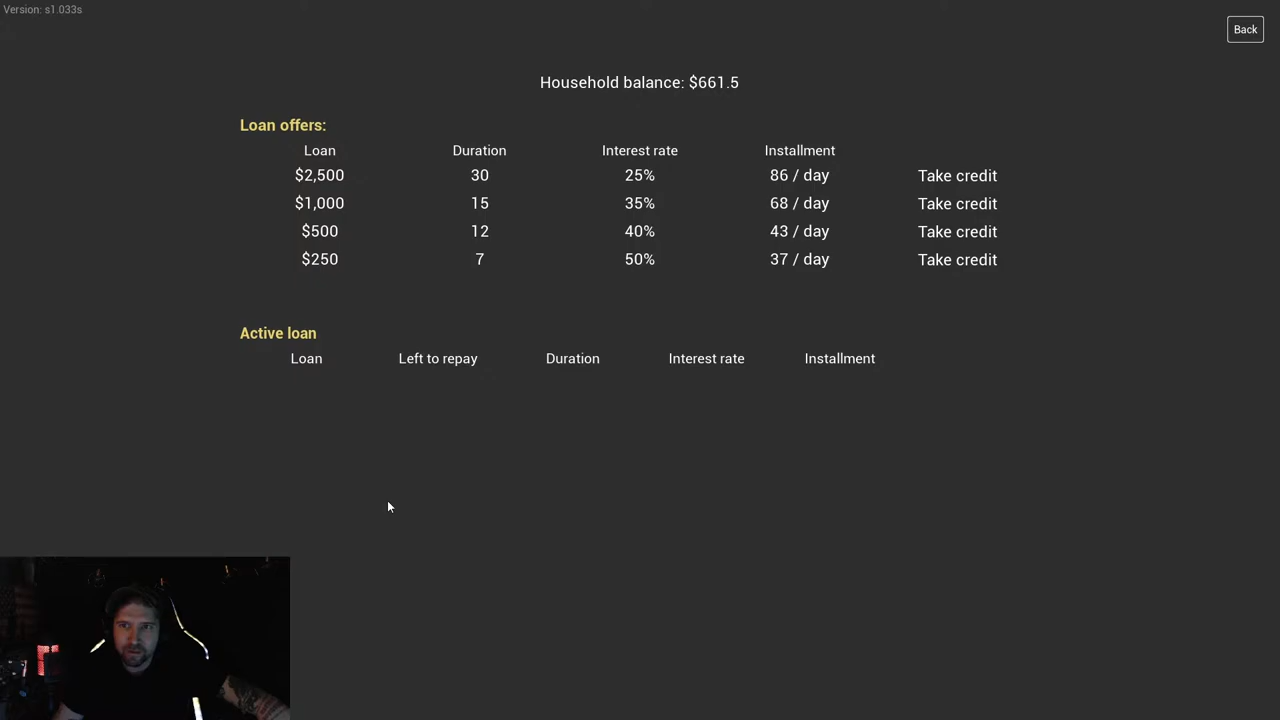 Version: s1.033s
Back
Household balance: $661.5
Loan offers:
Loan Duration Interest rate Installment
$2,500 30 25% 86 / day Take credit
$1,000 15 35% 68 / day Take credit
$500 12 40% 43 / day Take credit
$250 7 50% 37 / day Take credit
Active loan
Loan Left to repay Duration Interest rate Installment